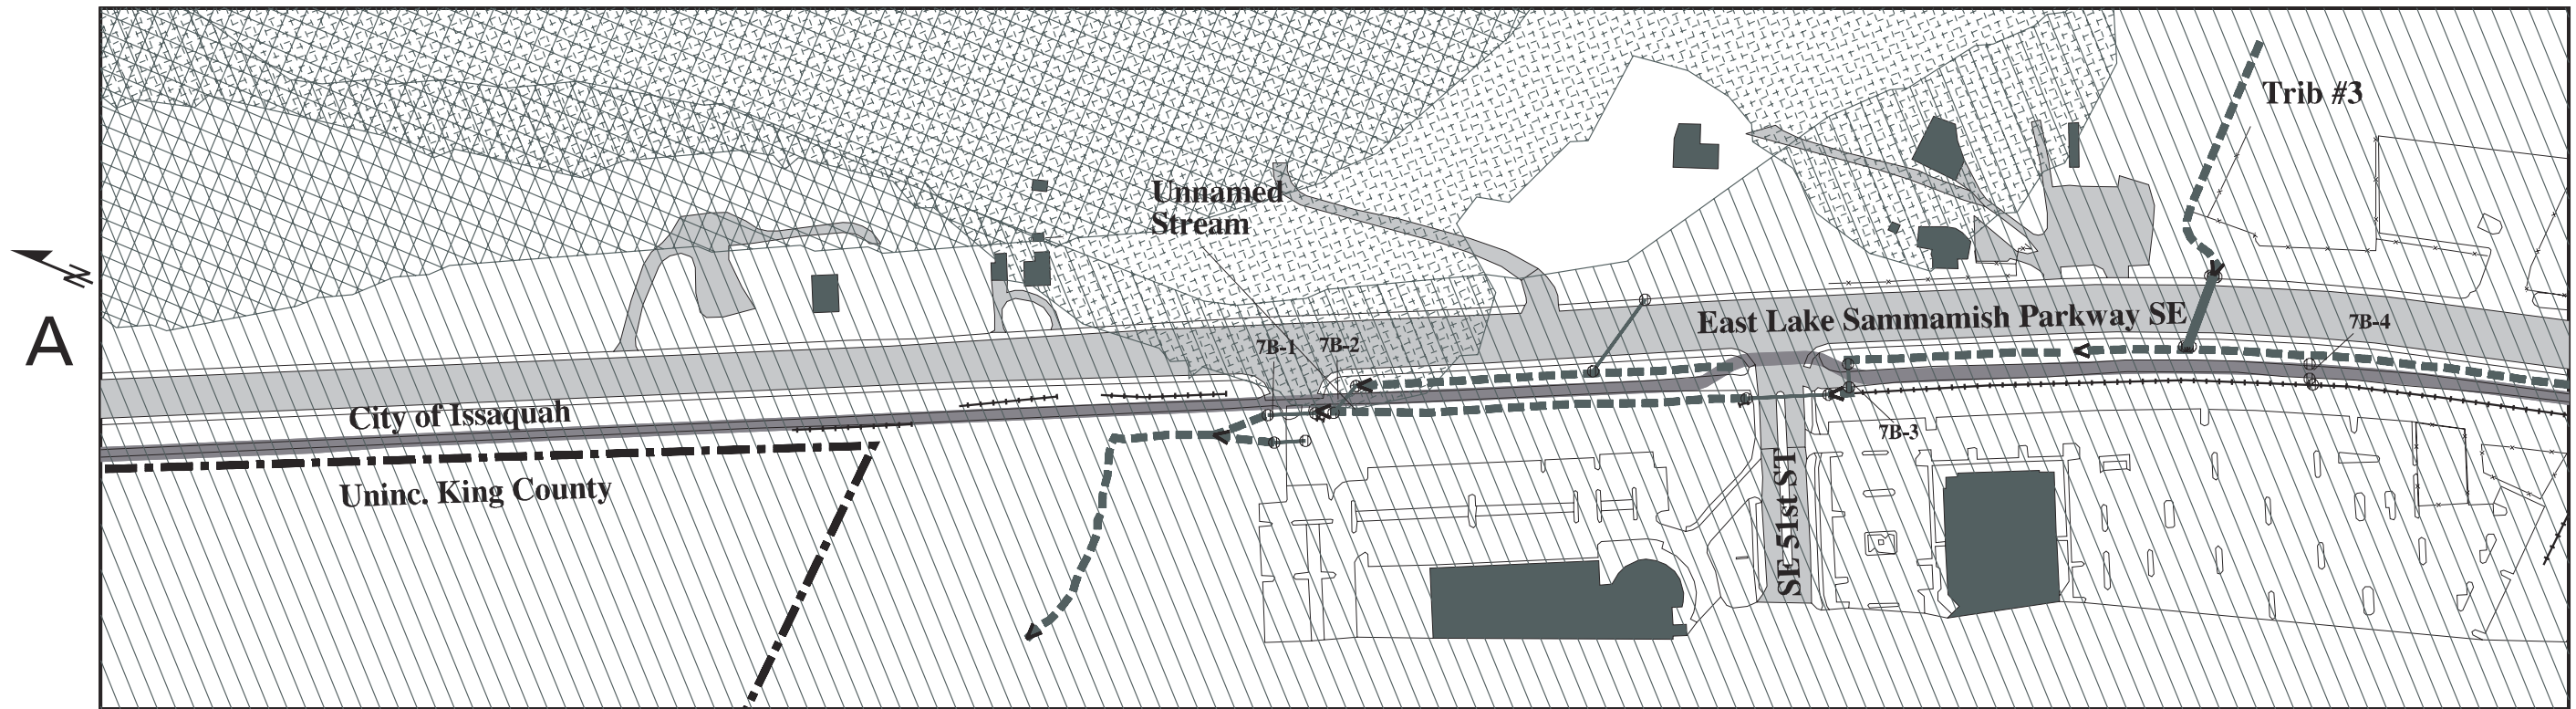 Trib #3
Unnamed
Stream
N
A
East Lake Sammamish Parkway SE
7B-1
7B-2
7B-4
City of Issaquah
7B-3
Uninc. King County
SE 51st ST